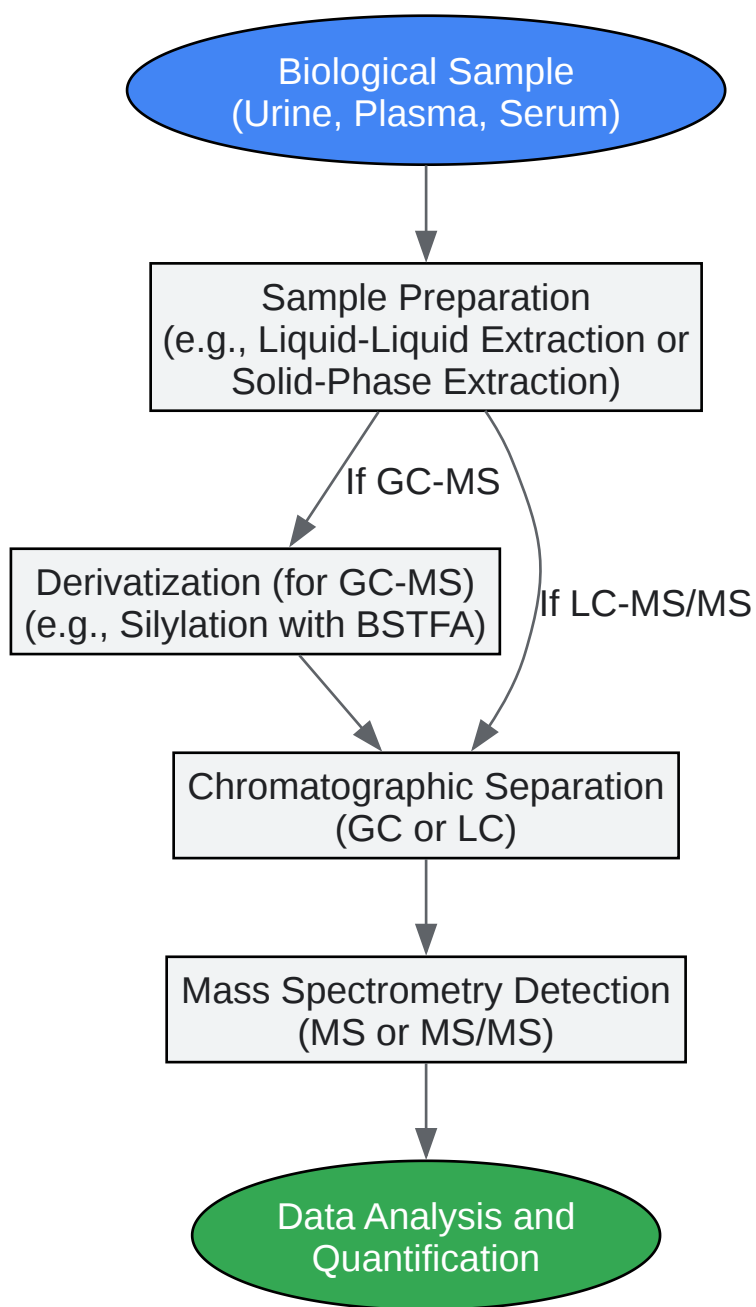 Biological Sample
(Urine, Plasma, Serum)
Sample Preparation
(e.g., Liquid-Liquid Extraction or
Solid-Phase Extraction)
If GC-MS
Derivatization (for GC-MS)
(e.g., Silylation with BSTFA)
If LC-MS/MS
Chromatographic Separation
(GC or LC)
Mass Spectrometry Detection
(MS or MS/MS)
Data Analysis and
Quantification